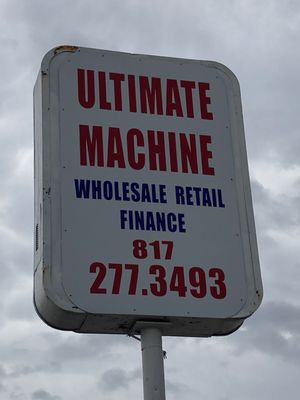 ULTIMATE
MACHINE
WHOLESALE RETAIL
FINANCE
817
277.3493